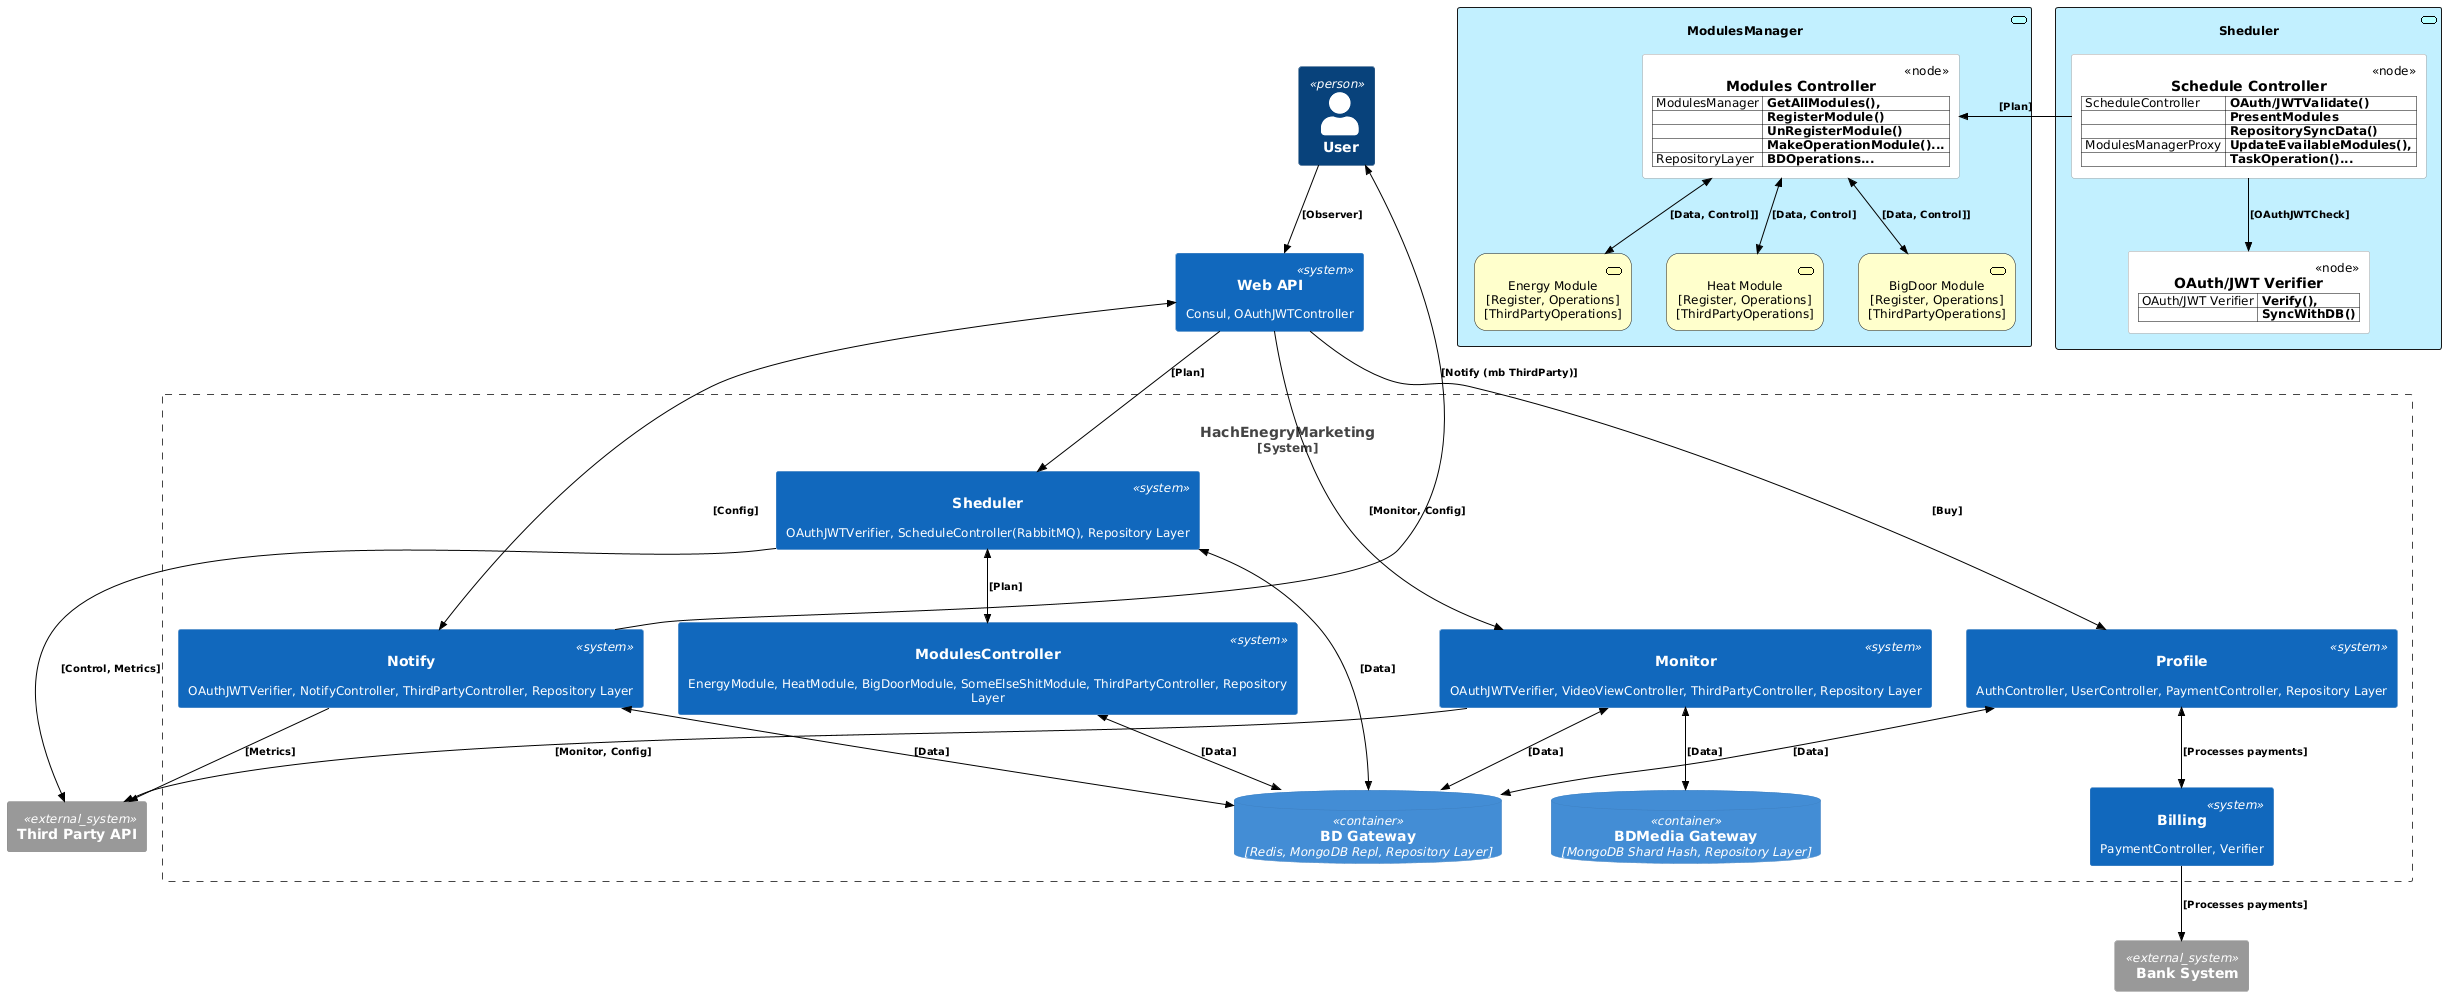 ModulesManager
«node»
Modules Controller
ModulesManager GetAllModules(),
RegisterModule()
UnRegisterModule()
MakeOperationModule()...
RepositoryLayer BDOperations...
[Data, Control]]
[Data, Control]
[Data, Control]]
Energy Module
[Register, Operations]
[ThirdPartyOperations]
Heat Module
[Register, Operations]
[ThirdPartyOperations]
BigDoor Module
[Register, Operations]
[ThirdPartyOperations]
[Plan]
Sheduler
«node»
Schedule Controller
ScheduleController OAuth/JWTValidate()
PresentModules
RepositorySyncData()
ModulesManagerProxy UpdateEvailableModules(),
TaskOperation()...
[OAuthJWTCheck]
«node»
OAuth/JWT Verifier
OAuth/JWT Verifier Verify(),
SyncWithDB()
«person»
User
[Observer]
«system»
Web API
Consul, OAuthJWTController
[Plan]
[Notify (mb ThirdParty)]
HachEnegryMarketing
[System]
«system»
Sheduler
OAuthJWTVerifier, ScheduleController(RabbitMQ), Repository Layer
[Config]
[Monitor, Config]
[Buy]
[Plan]
[Control, Metrics]
«system»
Notify
OAuthJWTVerifier, NotifyController, ThirdPartyController, Repository Layer
«system»
ModulesController
EnergyModule, HeatModule, BigDoorModule, SomeElseShitModule, ThirdPartyController, Repository
Layer
[Data]
«system»
Monitor
OAuthJWTVerifier, VideoViewController, ThirdPartyController, Repository Layer
«system»
Profile
AuthController, UserController, PaymentController, Repository Layer
[Metrics]
[Monitor, Config]
[Data]
[Data]
[Data]
[Data]
[Data]
[Processes payments]
«external_system»
Third Party API
«container»
BD Gateway
[Redis, MongoDB Repl, Repository Layer]
«container»
BDMedia Gateway
[MongoDB Shard Hash, Repository Layer]
«system»
Billing
PaymentController, Verifier
[Processes payments]
«external_system»
Bank System